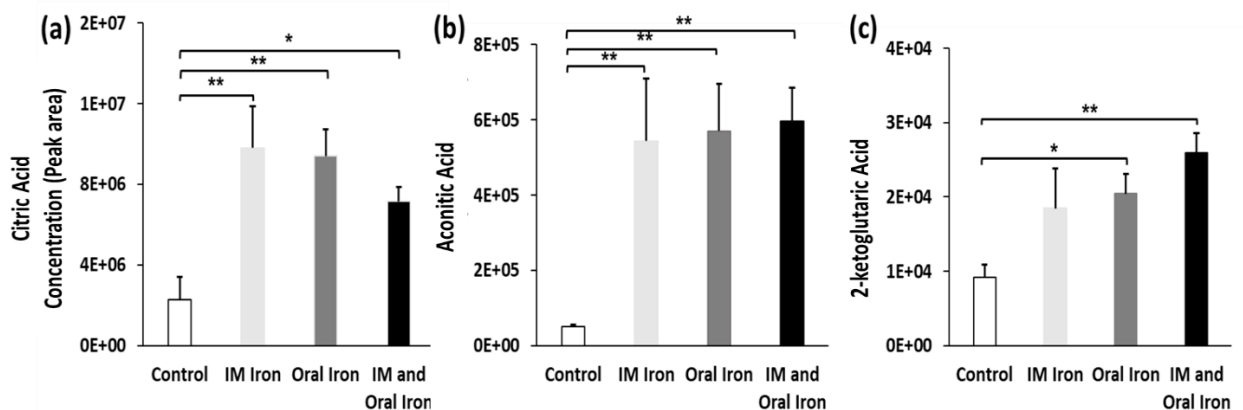 (a)
Citric Acid
Concentration (Peak area)
2E+07
1E+07
8E+06
4E+06
0E+00
*
**
**
Control
IM Iron
Oral Iron
IM and
Oral Iron
(b)
Aconitic Acid
8E+05
6E+05
4E+05
2E+05
0E+00
**
**
**
Control
IM Iron
Oral Iron
IM and
Oral Iron
(c)
2-ketoglutaric Acid
4E+04
3E+04
2E+04
1E+04
0E+00
**
*
Control
IM Iron
Oral Iron
IM and
Oral Iron